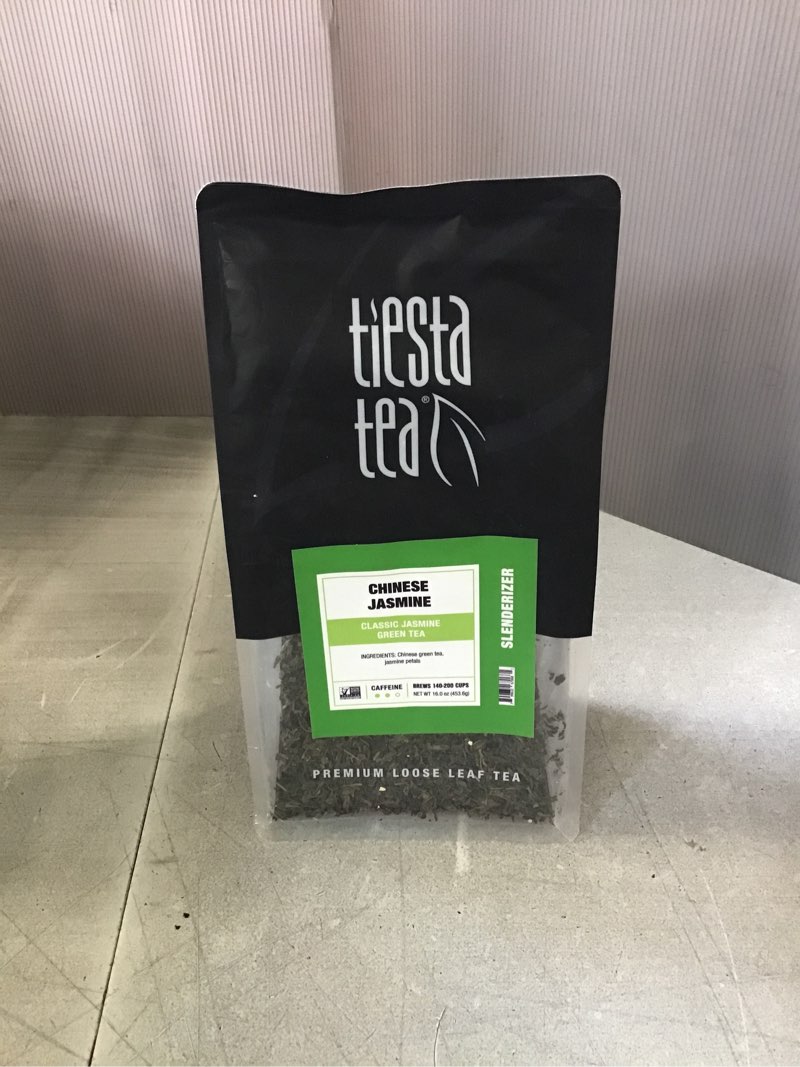 tiesta
tea®
CHINESE
JASMINE
CLASSIC JASMINE
GREEN TEA
INGREDIENTS: Chinese green tea,
jasmine petals
CAFFEINE
BREWS 140-200 CUPS
NET WT 16.0 oz (453.6g)
SLENDERIZER
PREMIUM LOOSE LEAF TEA